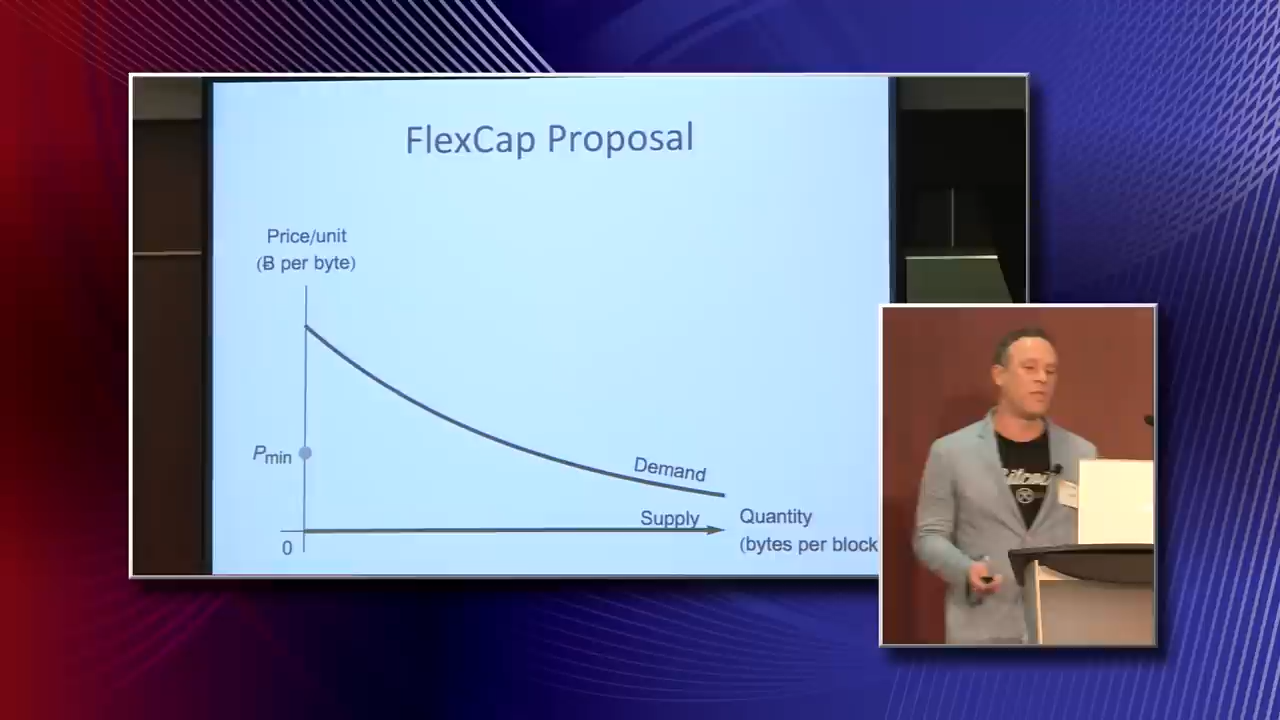 FlexCap Proposal
Price/unit
(Ƀ per byte)
Pmin
Demand
Supply
Quantity
0
(bytes per block